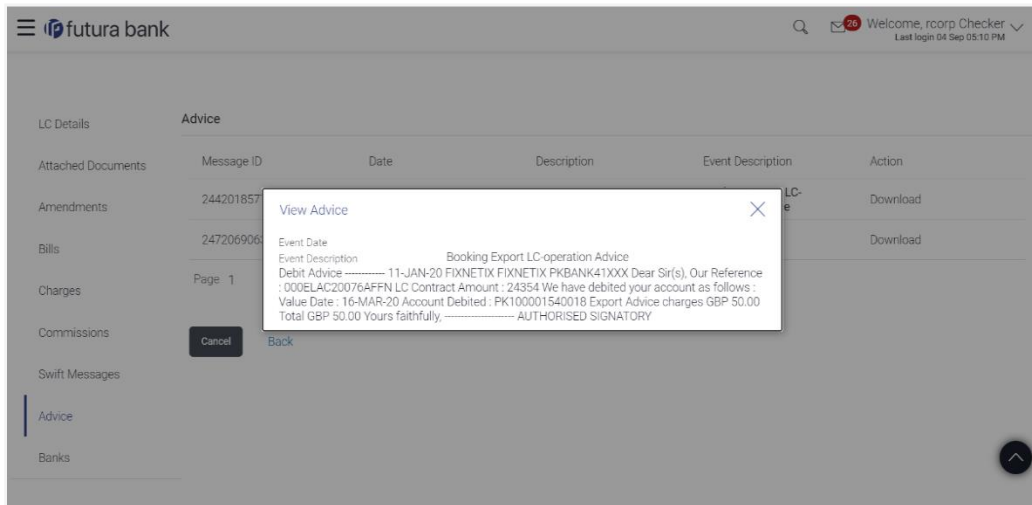 futura bank
26
Welcome, rcorp Checker
Last login 04 Sep 05:10 PM
LC Details
Attached Documents
Amendments
Bills
Charges
Commissions
Swift Messages
Advice
Banks
Advice
Message ID Date Description Event Description Action
LC-
Download
Download
Page 1
Cancel Back
View Advice
Event Date
Event Description Booking Export LC-operation Advice
Debit Advice ------------ 11-JAN-20 FIXNETIX FIXNETIX PKBANK41XXX Dear Sir(s), Our Reference
: 000ELAC20076AFFN LC Contract Amount : 24354 We have debited your account as follows :
Value Date : 16-MAR-20 Account Debited : PK100001540018 Export Advice charges GBP 50.00
Total GBP 50.00 Yours faithfully, --------------------- AUTHORISED SIGNATORY